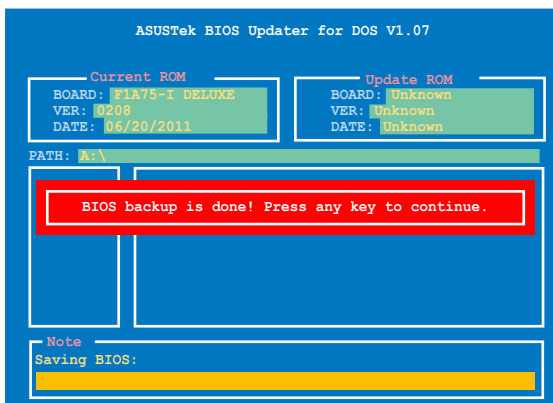 ASUSTek BIOS Updater for DOS V1.07
Current ROM
BOARD: F1A75-I DELUXE
VER: 0208
DATE: 06/20/2011
Update ROM
BOARD: Unknown
VER: Unknown
DATE: Unknown
PATH: A:\
BIOS backup is done! Press any key to continue.
Note
Saving BIOS: